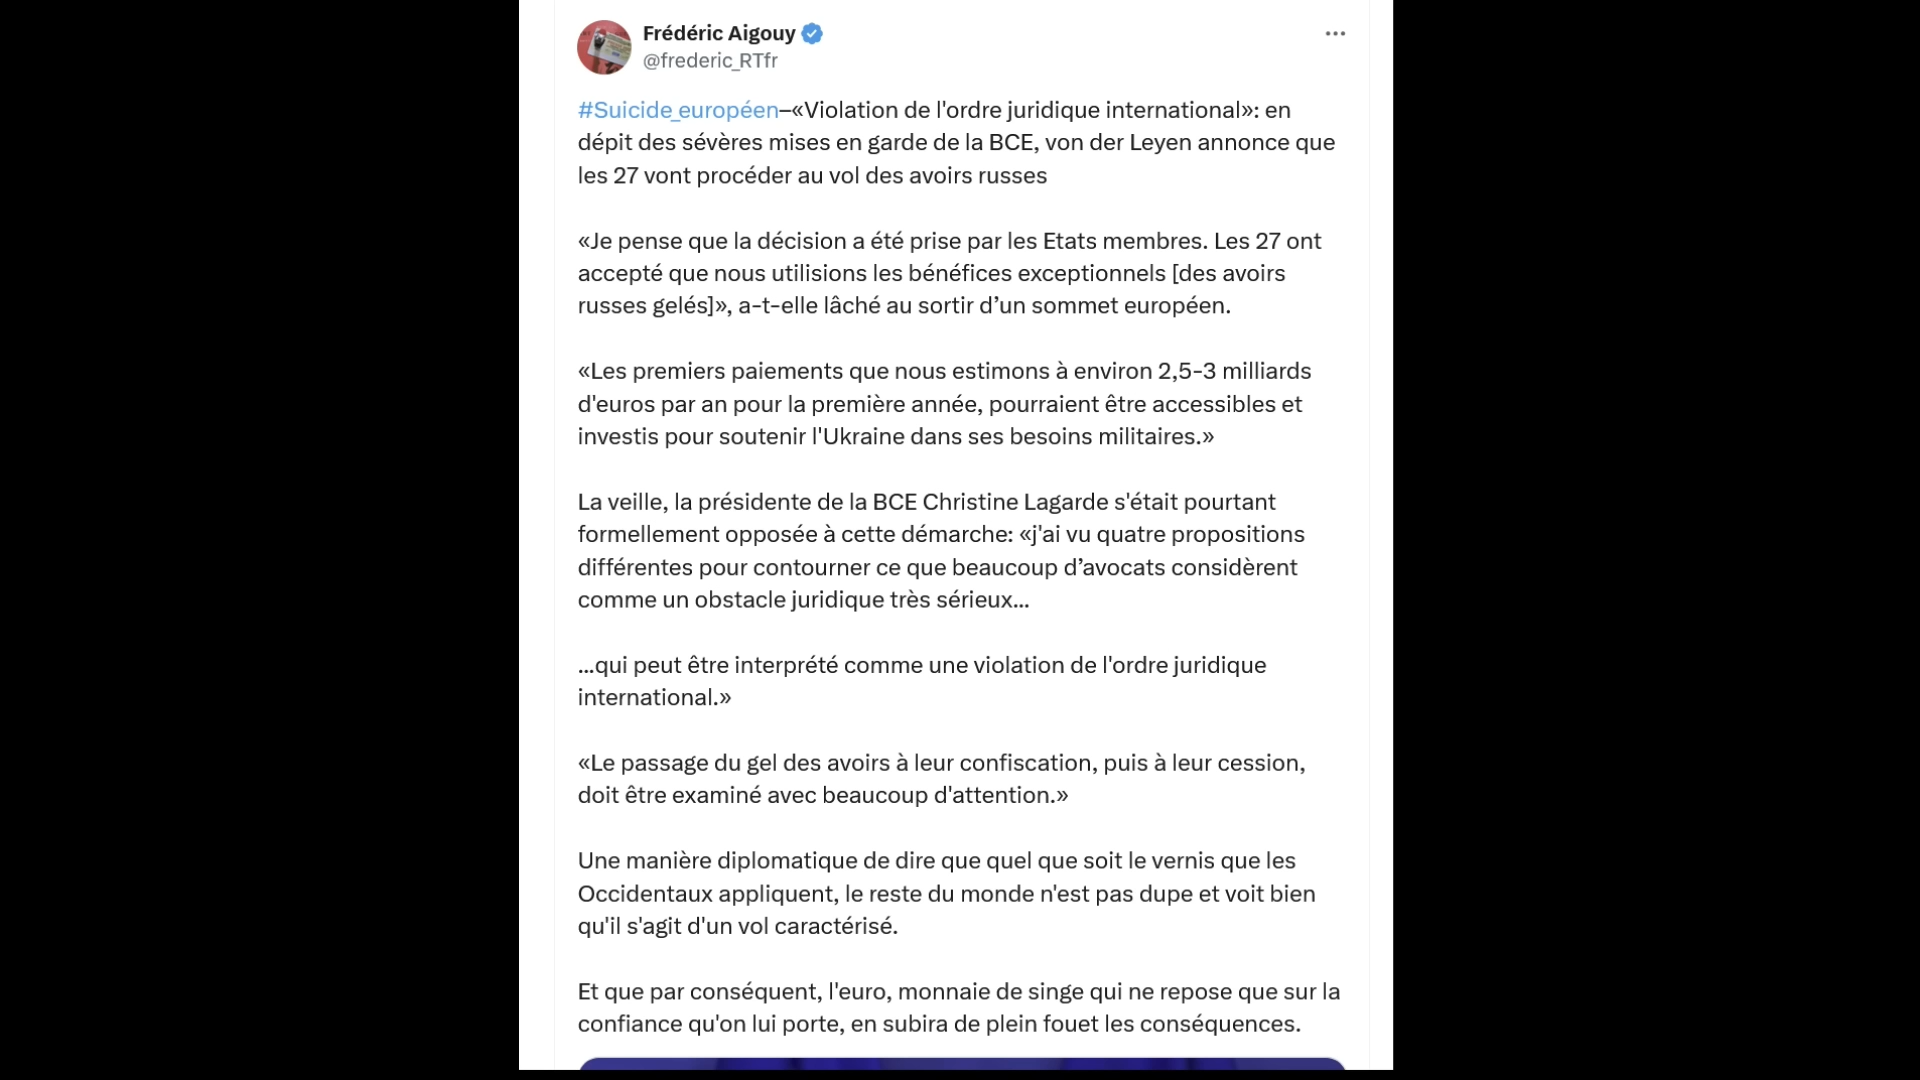 Frédéric Aigouy
@frederic_RTfr
#Suicide_européen–«Violation de l'ordre juridique international»: en
dépit des sévères mises en garde de la BCE, von der Leyen annonce que
les 27 vont procéder au vol des avoirs russes
«Je pense que la décision a été prise par les Etats membres. Les 27 ont
accepté que nous utilisions les bénéfices exceptionnels [des avoirs
russes gelés]», a-t-elle lâché au sortir d’un sommet européen.
«Les premiers paiements que nous estimons à environ 2,5-3 milliards
d'euros par an pour la première année, pourraient être accessibles et
investis pour soutenir l'Ukraine dans ses besoins militaires.»
La veille, la présidente de la BCE Christine Lagarde s'était pourtant
formellement opposée à cette démarche: «j'ai vu quatre propositions
différentes pour contourner ce que beaucoup d’avocats considèrent
comme un obstacle juridique très sérieux...
...qui peut être interprété comme une violation de l'ordre juridique
international.»
«Le passage du gel des avoirs à leur confiscation, puis à leur cession,
doit être examiné avec beaucoup d'attention.»
Une manière diplomatique de dire que quel que soit le vernis que les
Occidentaux appliquent, le reste du monde n'est pas dupe et voit bien
qu'il s'agit d'un vol caractérisé.
Et que par conséquent, l'euro, monnaie de singe qui ne repose que sur la
confiance qu'on lui porte, en subira de plein fouet les conséquences.